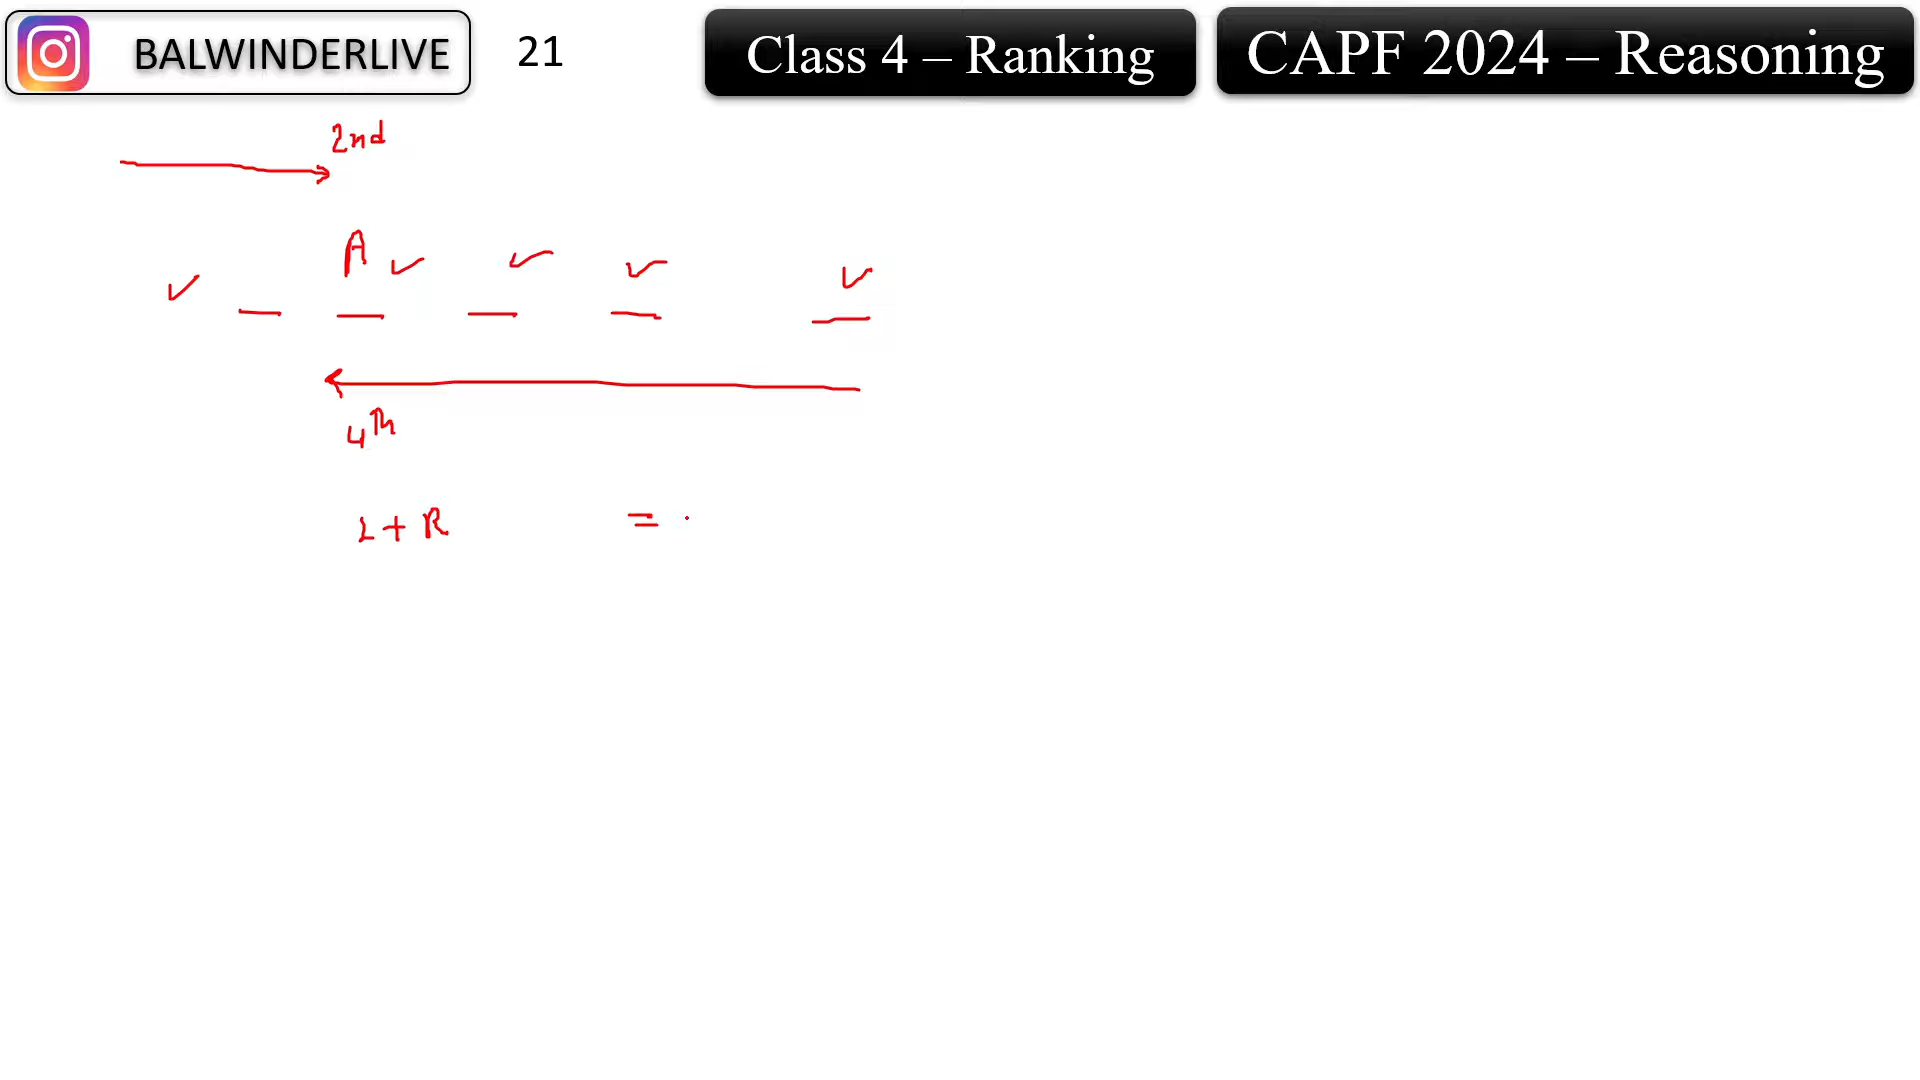 BALWINDERLIVE 21 Class 4 – Ranking CAPF 2024 – Reasoning
2nd
A
4th
L + R =